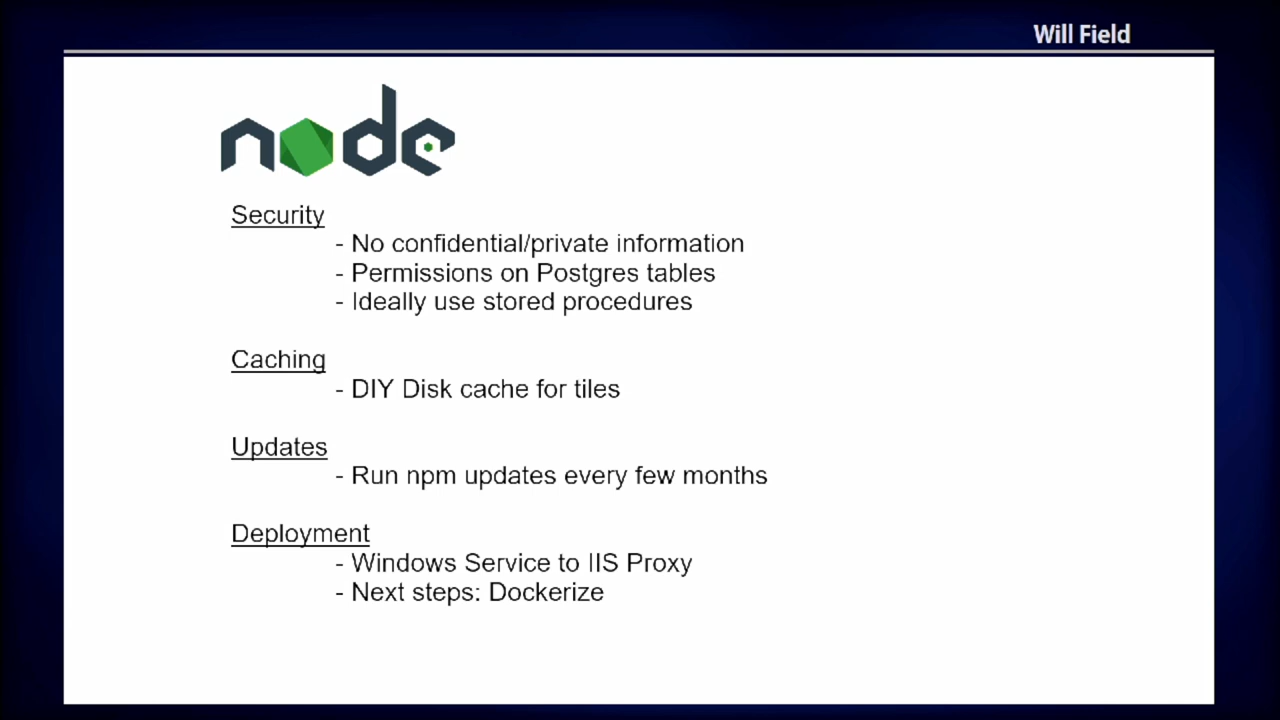 Will Field
node
Security
- No confidential/private information
- Permissions on Postgres tables
- Ideally use stored procedures
Caching
- DIY Disk cache for tiles
Updates
- Run npm updates every few months
Deployment
- Windows Service to IIS Proxy
- Next steps: Dockerize